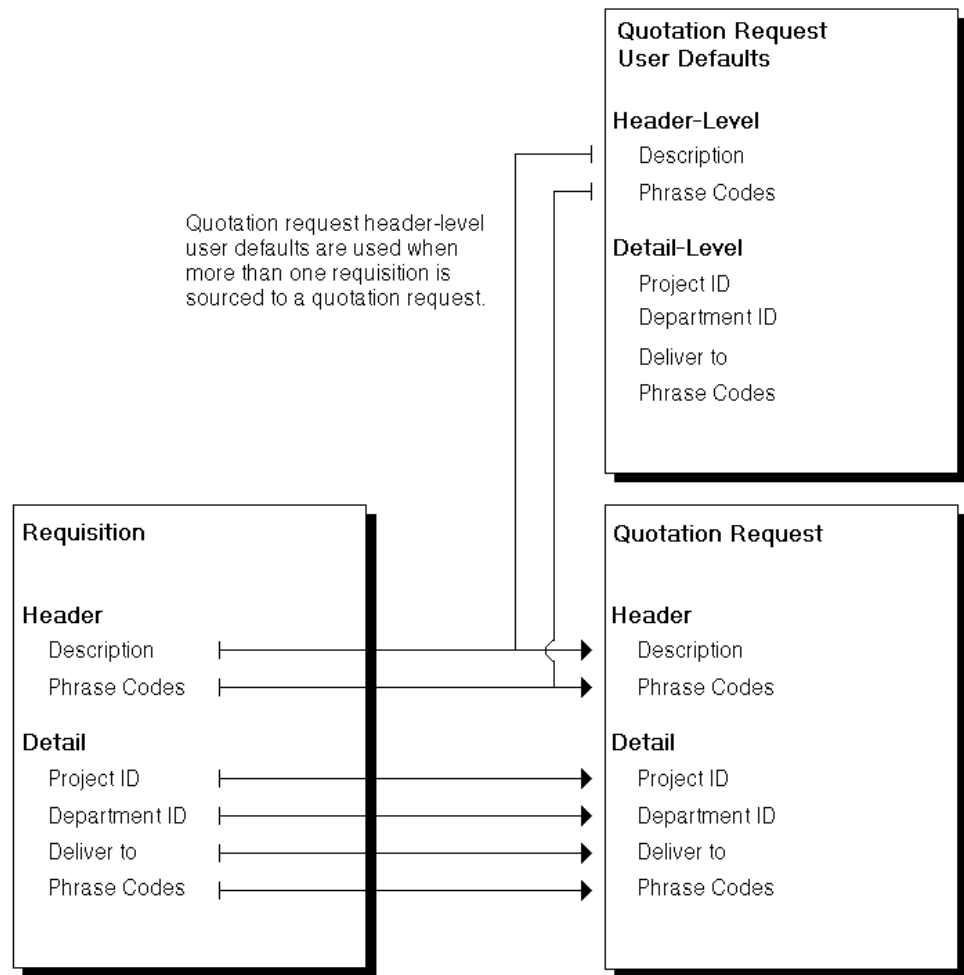 Quotation Request
User Defaults
Header-Level
Description
Phrase Codes
Detail-Level
Project ID
Department ID
Deliver to
Phrase Codes
Quotation request header-level
user defaults are used when
more than one requisition is
sourced to a quotation request.
Requisition
Header
Description
Phrase Codes
Detail
Project ID
Department ID
Deliver to
Phrase Codes
Quotation Request
Header
Description
Phrase Codes
Detail
Project ID
Department ID
Deliver to
Phrase Codes